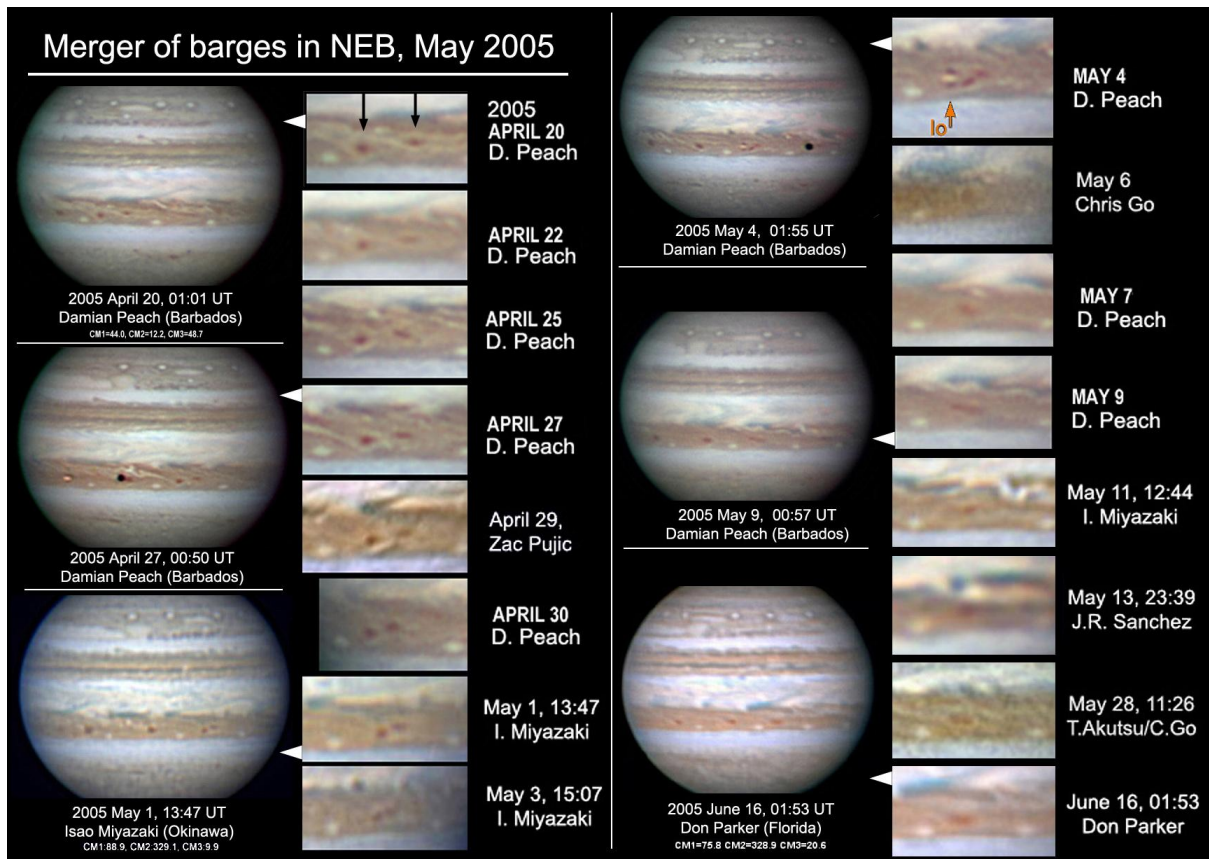 Merger of barges in NEB, May 2005
2005 April 20, 01:01 UT
Damian Peach (Barbados)
CM1=44.0, CM2=12.2, CM3=48.7
2005 April 27, 00:50 UT
Damian Peach (Barbados)
2005 May 1, 13:47 UT
Isao Miyazaki (Okinawa)
CM1:88.9, CM2:329.1, CM3:9.9
2005
APRIL 20
D. Peach
APRIL 22
D. Peach
APRIL 25
D. Peach
APRIL 27
D. Peach
April 29,
Zac Pujic
APRIL 30
D. Peach
May 1, 13:47
I. Miyazaki
May 3, 15:07
I. Miyazaki
2005 May 4, 01:55 UT
Damian Peach (Barbados)
2005 May 9, 00:57 UT
Damian Peach (Barbados)
2005 June 16, 01:53 UT
Don Parker (Florida)
CM1=75.8 CM2=328.9 CM3=20.6
MAY 4
D. Peach
Io
May 6
Chris Go
MAY 7
D. Peach
MAY 9
D. Peach
May 11, 12:44
I. Miyazaki
May 13, 23:39
J.R. Sanchez
May 28, 11:26
T.Akutsu/C.Go
June 16, 01:53
Don Parker